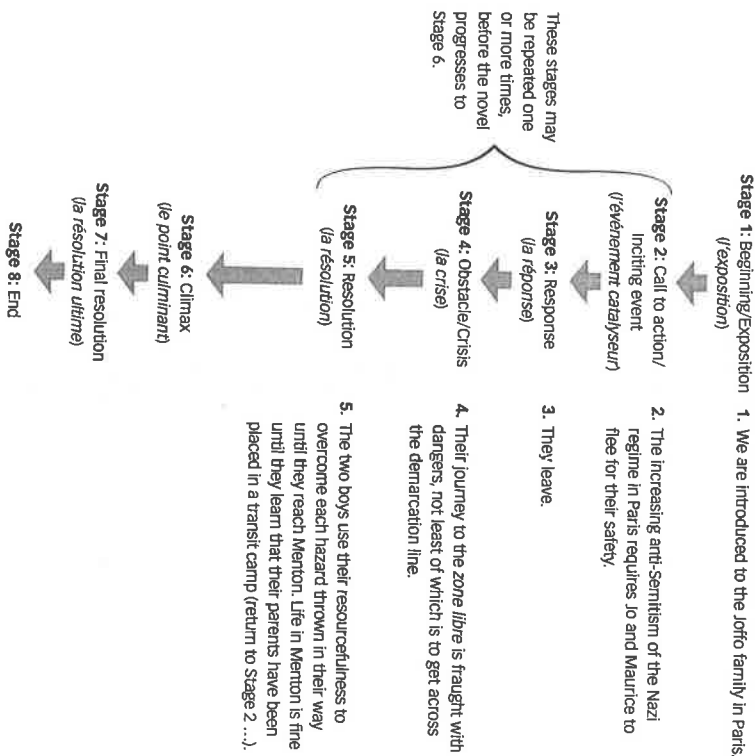 Stage 1: Beginning/Exposition
(l'exposition)
Stage 2: Call to action/
Inciting event
(l'événement catalyseur)
Stage 3: Response
(la réponse)
Stage 4: Obstacle/Crisis
(la crise)
Stage 5: Resolution
(la résolution)
Stage 6: Climax
(le point culminant)
Stage 7: Final resolution
(la résolution ultime)
Stage 8: End
These stages may
be repeated one
or more times,
before the novel
progresses to
Stage 6.
1. We are introduced to the Joffo family in Paris.
2. The increasing anti-Semitism of the Nazi
regime in Paris requires Jo and Maurice to
flee for their safety.
3. They leave.
4. Their journey to the zone libre is fraught with
dangers, not least of which is to get across
the demarcation line.
5. The two boys use their resourcefulness to
overcome each hazard thrown in their way
until they reach Menton. Life in Menton is fine
until they learn that their parents have been
placed in a transit camp (return to Stage 2 ...).